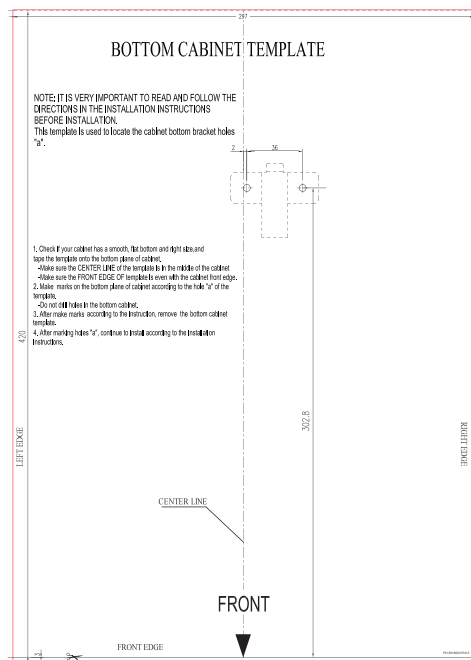 297
BOTTOM CABINET TEMPLATE
NOTE: IT IS VERY IMPORTANT TO READ AND FOLLOW THE
DIRECTIONS IN THE INSTALLATION INSTRUCTIONS
BEFORE INSTALLATION.
This template is used to locate the cabinet bottom bracket holes
"a".
2
36
1. Check if your cabinet has a smooth, flat bottom and right size,and
tape the template onto the bottom plane of cabinet.
-Make sure the CENTER LINE of the template is in the middle of the cabinet
-Make sure the FRONT EDGE OF template is even with the cabinet front edge.
2. Make marks on the bottom plane of cabinet according to the hole "a" of the
template.
-Do not drill holes in the bottom cabinet.
3. After make marks according to the instruction, remove the bottom cabinet
template.
4. After marking holes "a", continue to install according to the installation
instructions.
420
302.8
LEFT EDGE
RIGHT EDGE
CENTER LINE
FRONT
FRONT EDGE
3